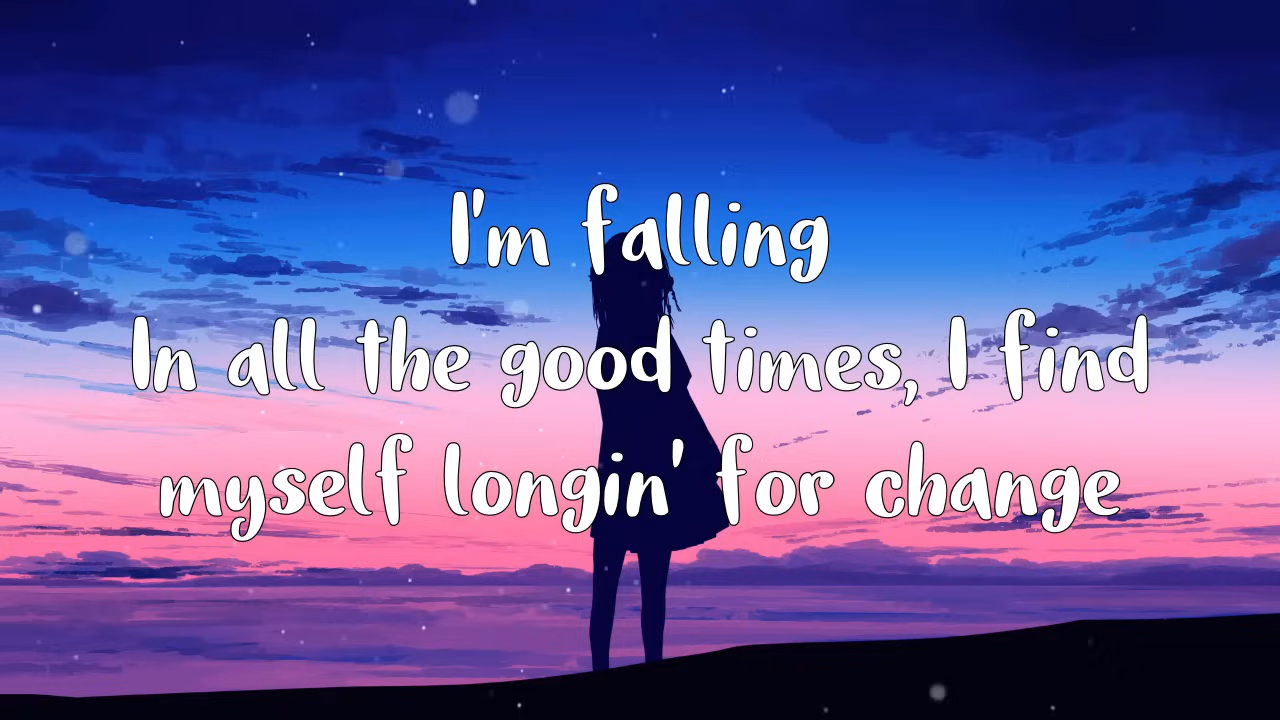 I'm falling
In all the good times, I find
myself longin' for change